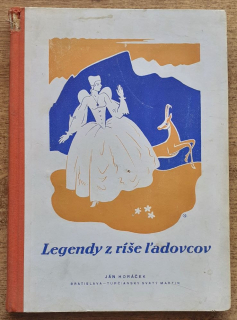 Legendy z ríše ľadovcov
JÁN HORÁČEK
BRATISLAVA - TURČIANSKY SVÄTÝ MARTIN